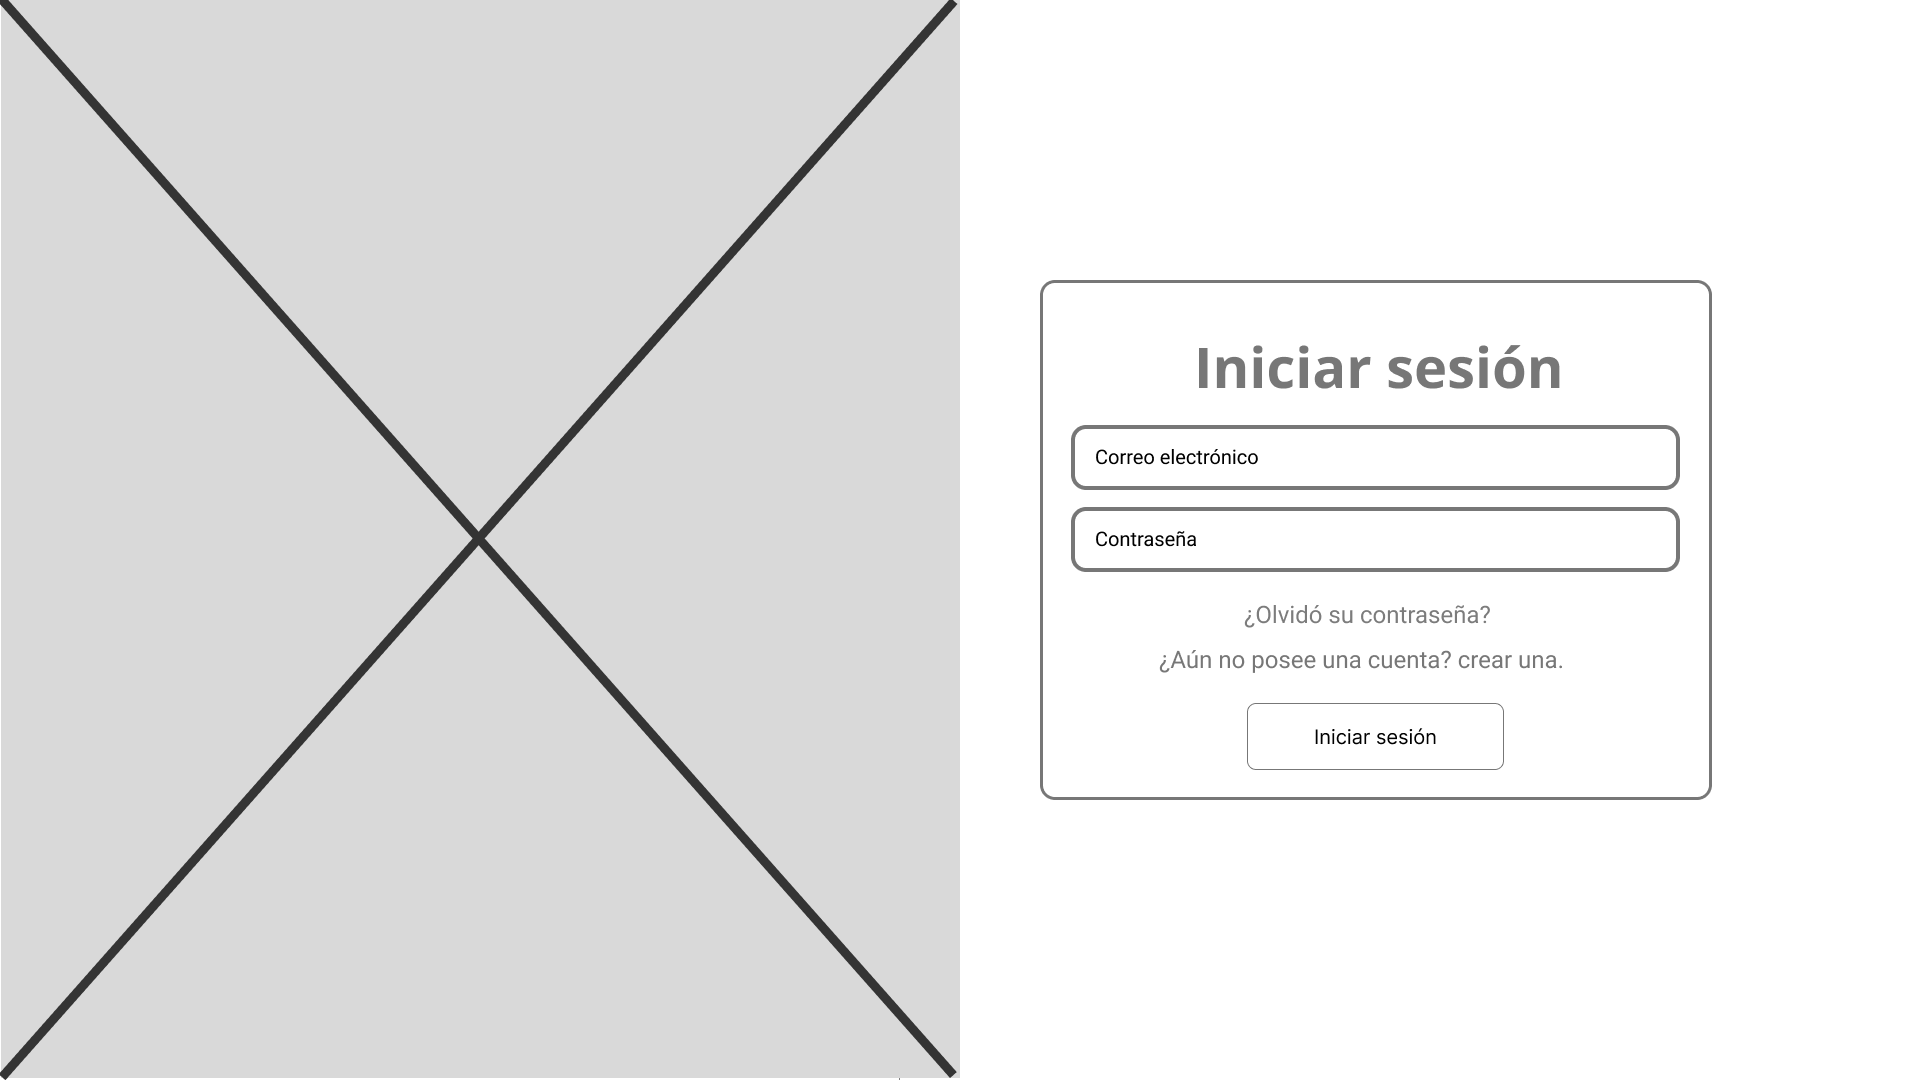 Iniciar sesión
Correo electrónico
Contraseña
¿Olvidó su contraseña?
¿Aún no posee una cuenta? crear una.
Iniciar sesión